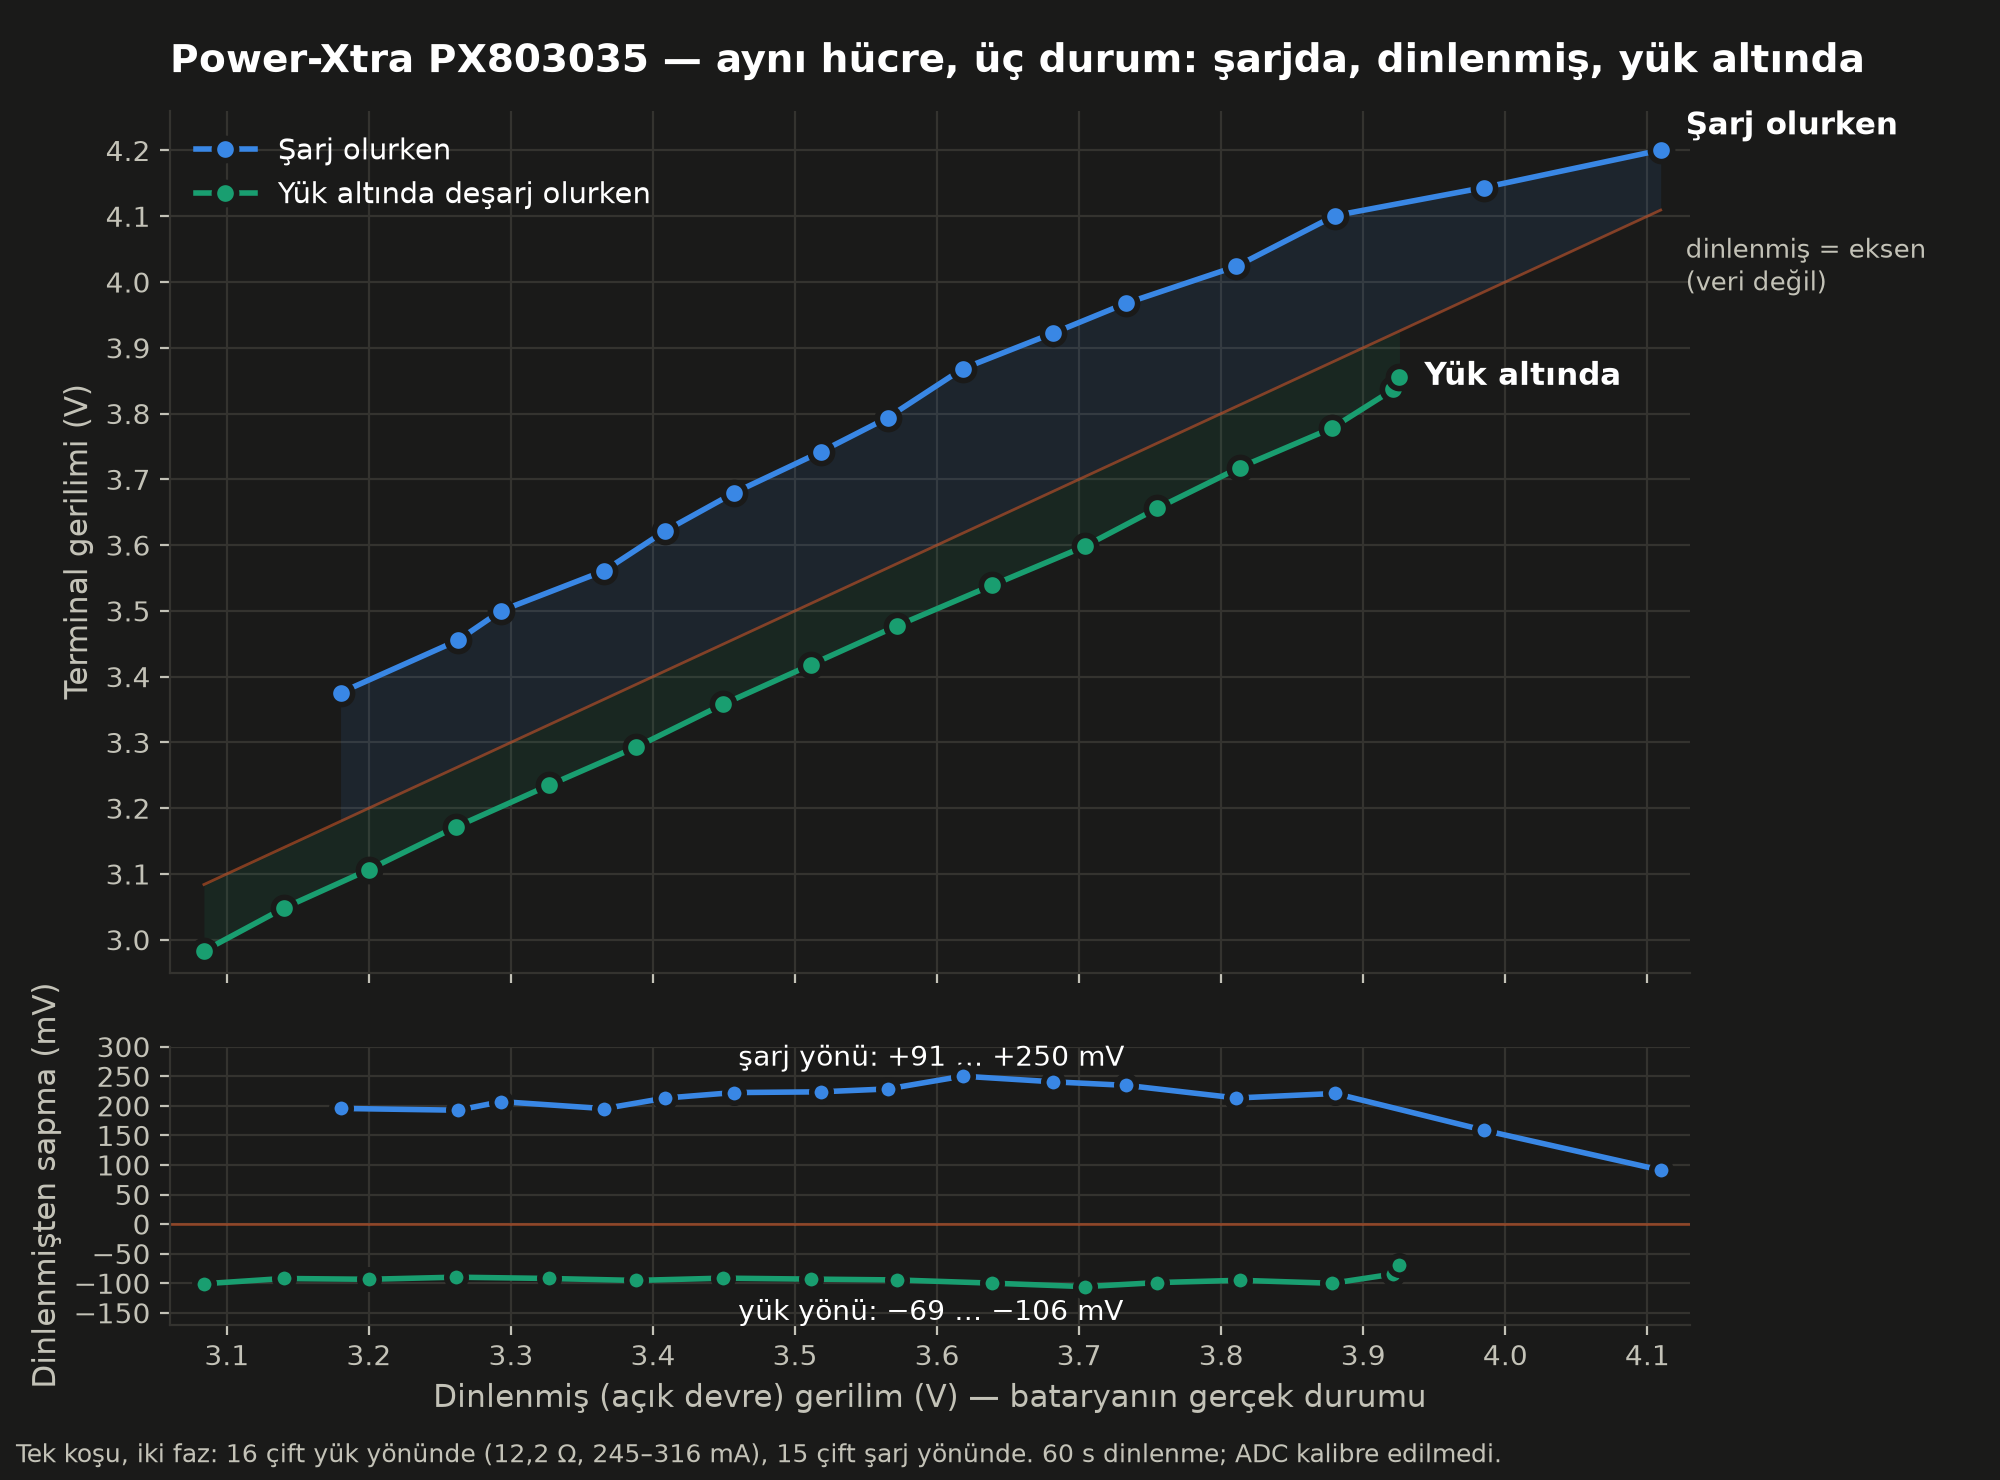 Power-Xtra PX803035 — aynı hücre, üç durum: şarjda, dinlenmiş, yük altında
Şarj olurken
Yük altında deşarj olurken
Şarj olurken
dinlenmiş = eksen
(veri değil)
Yük altında
Terminal gerilimi (V)
4.2
4.1
4.0
3.9
3.8
3.7
3.6
3.5
3.4
3.3
3.2
3.1
3.0
Dinlenmişten sapma (mV)
300
250
200
150
100
50
0
−50
−100
−150
şarj yönü: +91 … +250 mV
yük yönü: −69 … −106 mV
3.1 3.2 3.3 3.4 3.5 3.6 3.7 3.8 3.9 4.0 4.1
Dinlenmiş (açık devre) gerilim (V) — bataryanın gerçek durumu
Tek koşu, iki faz: 16 çift yük yönünde (12,2 Ω, 245–316 mA), 15 çift şarj yönünde. 60 s dinlenme; ADC kalibre edilmedi.